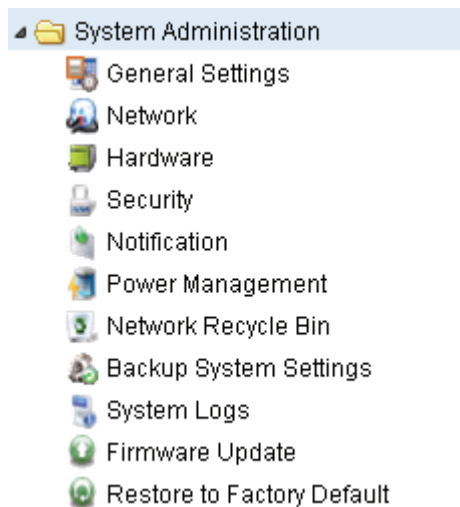 System Administration
General Settings
Network
Hardware
Security
Notification
Power Management
Network Recycle Bin
Backup System Settings
System Logs
Firmware Update
Restore to Factory Default